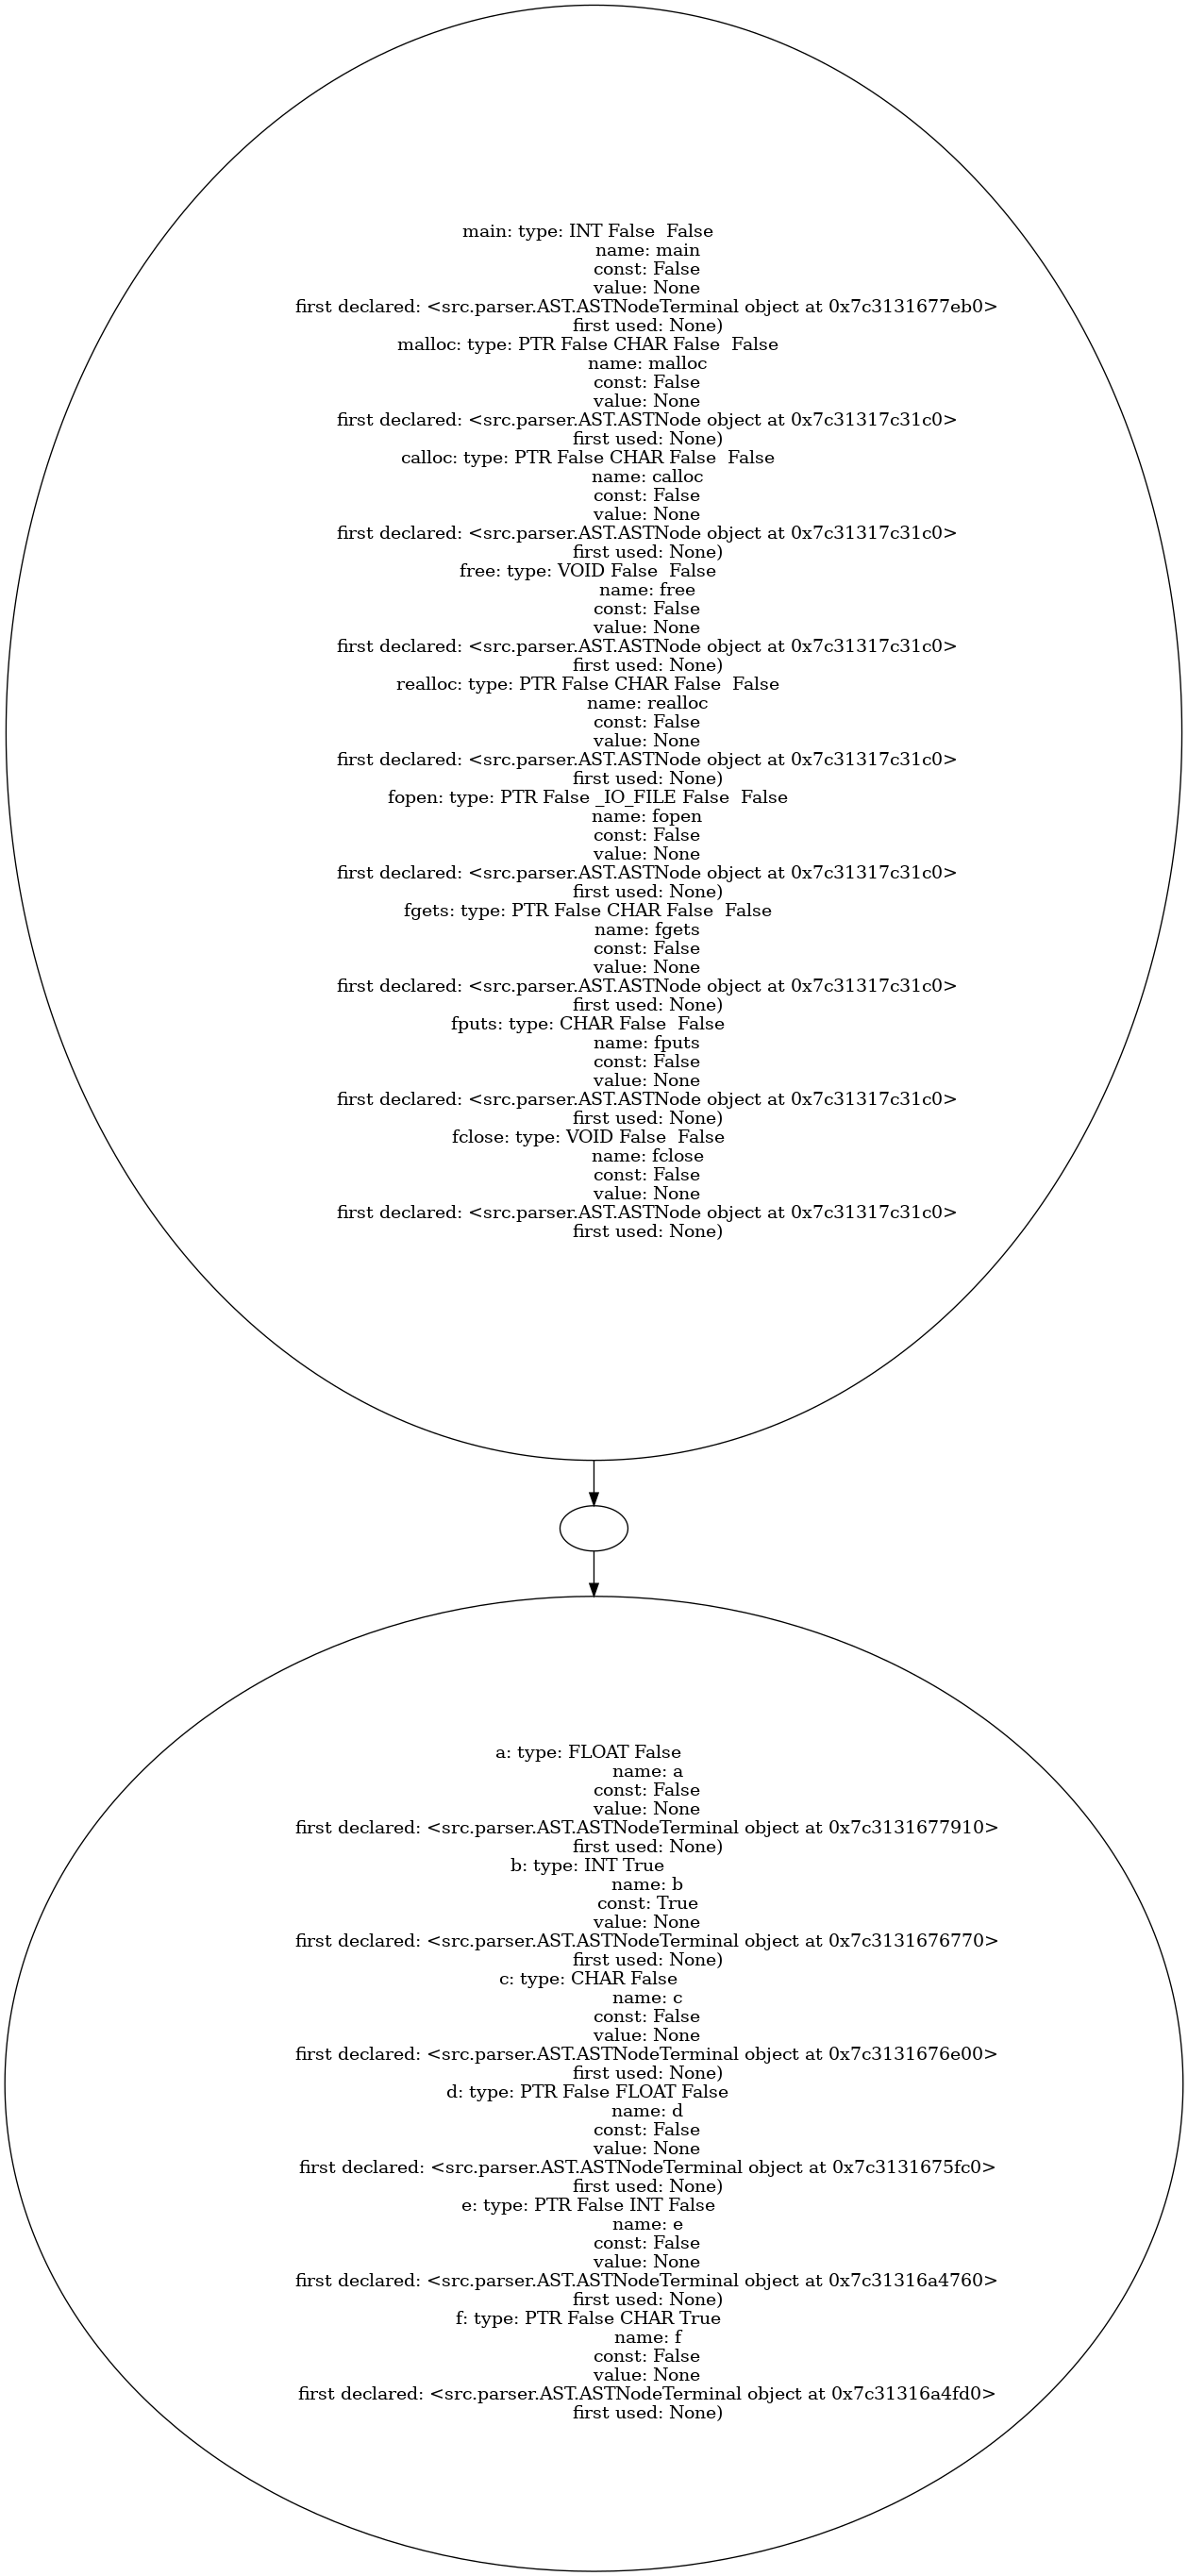 main: type: INT False  False
name: main
const: False
value: None
first declared: <src.parser.AST.ASTNodeTerminal object at 0x7c3131677eb0>
first used: None)
malloc: type: PTR False CHAR False  False
name: malloc
const: False
value: None
first declared: <src.parser.AST.ASTNode object at 0x7c31317c31c0>
first used: None)
calloc: type: PTR False CHAR False  False
name: calloc
const: False
value: None
first declared: <src.parser.AST.ASTNode object at 0x7c31317c31c0>
first used: None)
free: type: VOID False  False
name: free
const: False
value: None
first declared: <src.parser.AST.ASTNode object at 0x7c31317c31c0>
first used: None)
realloc: type: PTR False CHAR False  False
name: realloc
const: False
value: None
first declared: <src.parser.AST.ASTNode object at 0x7c31317c31c0>
first used: None)
fopen: type: PTR False _IO_FILE False  False
name: fopen
const: False
value: None
first declared: <src.parser.AST.ASTNode object at 0x7c31317c31c0>
first used: None)
fgets: type: PTR False CHAR False  False
name: fgets
const: False
value: None
first declared: <src.parser.AST.ASTNode object at 0x7c31317c31c0>
first used: None)
fputs: type: CHAR False  False
name: fputs
const: False
value: None
first declared: <src.parser.AST.ASTNode object at 0x7c31317c31c0>
first used: None)
fclose: type: VOID False  False
name: fclose
const: False
value: None
first declared: <src.parser.AST.ASTNode object at 0x7c31317c31c0>
first used: None)
a: type: FLOAT False
name: a
const: False
value: None
first declared: <src.parser.AST.ASTNodeTerminal object at 0x7c3131677910>
first used: None)
b: type: INT True
name: b
const: True
value: None
first declared: <src.parser.AST.ASTNodeTerminal object at 0x7c3131676770>
first used: None)
c: type: CHAR False
name: c
const: False
value: None
first declared: <src.parser.AST.ASTNodeTerminal object at 0x7c3131676e00>
first used: None)
d: type: PTR False FLOAT False
name: d
const: False
value: None
first declared: <src.parser.AST.ASTNodeTerminal object at 0x7c3131675fc0>
first used: None)
e: type: PTR False INT False
name: e
const: False
value: None
first declared: <src.parser.AST.ASTNodeTerminal object at 0x7c31316a4760>
first used: None)
f: type: PTR False CHAR True
name: f
const: False
value: None
first declared: <src.parser.AST.ASTNodeTerminal object at 0x7c31316a4fd0>
first used: None)